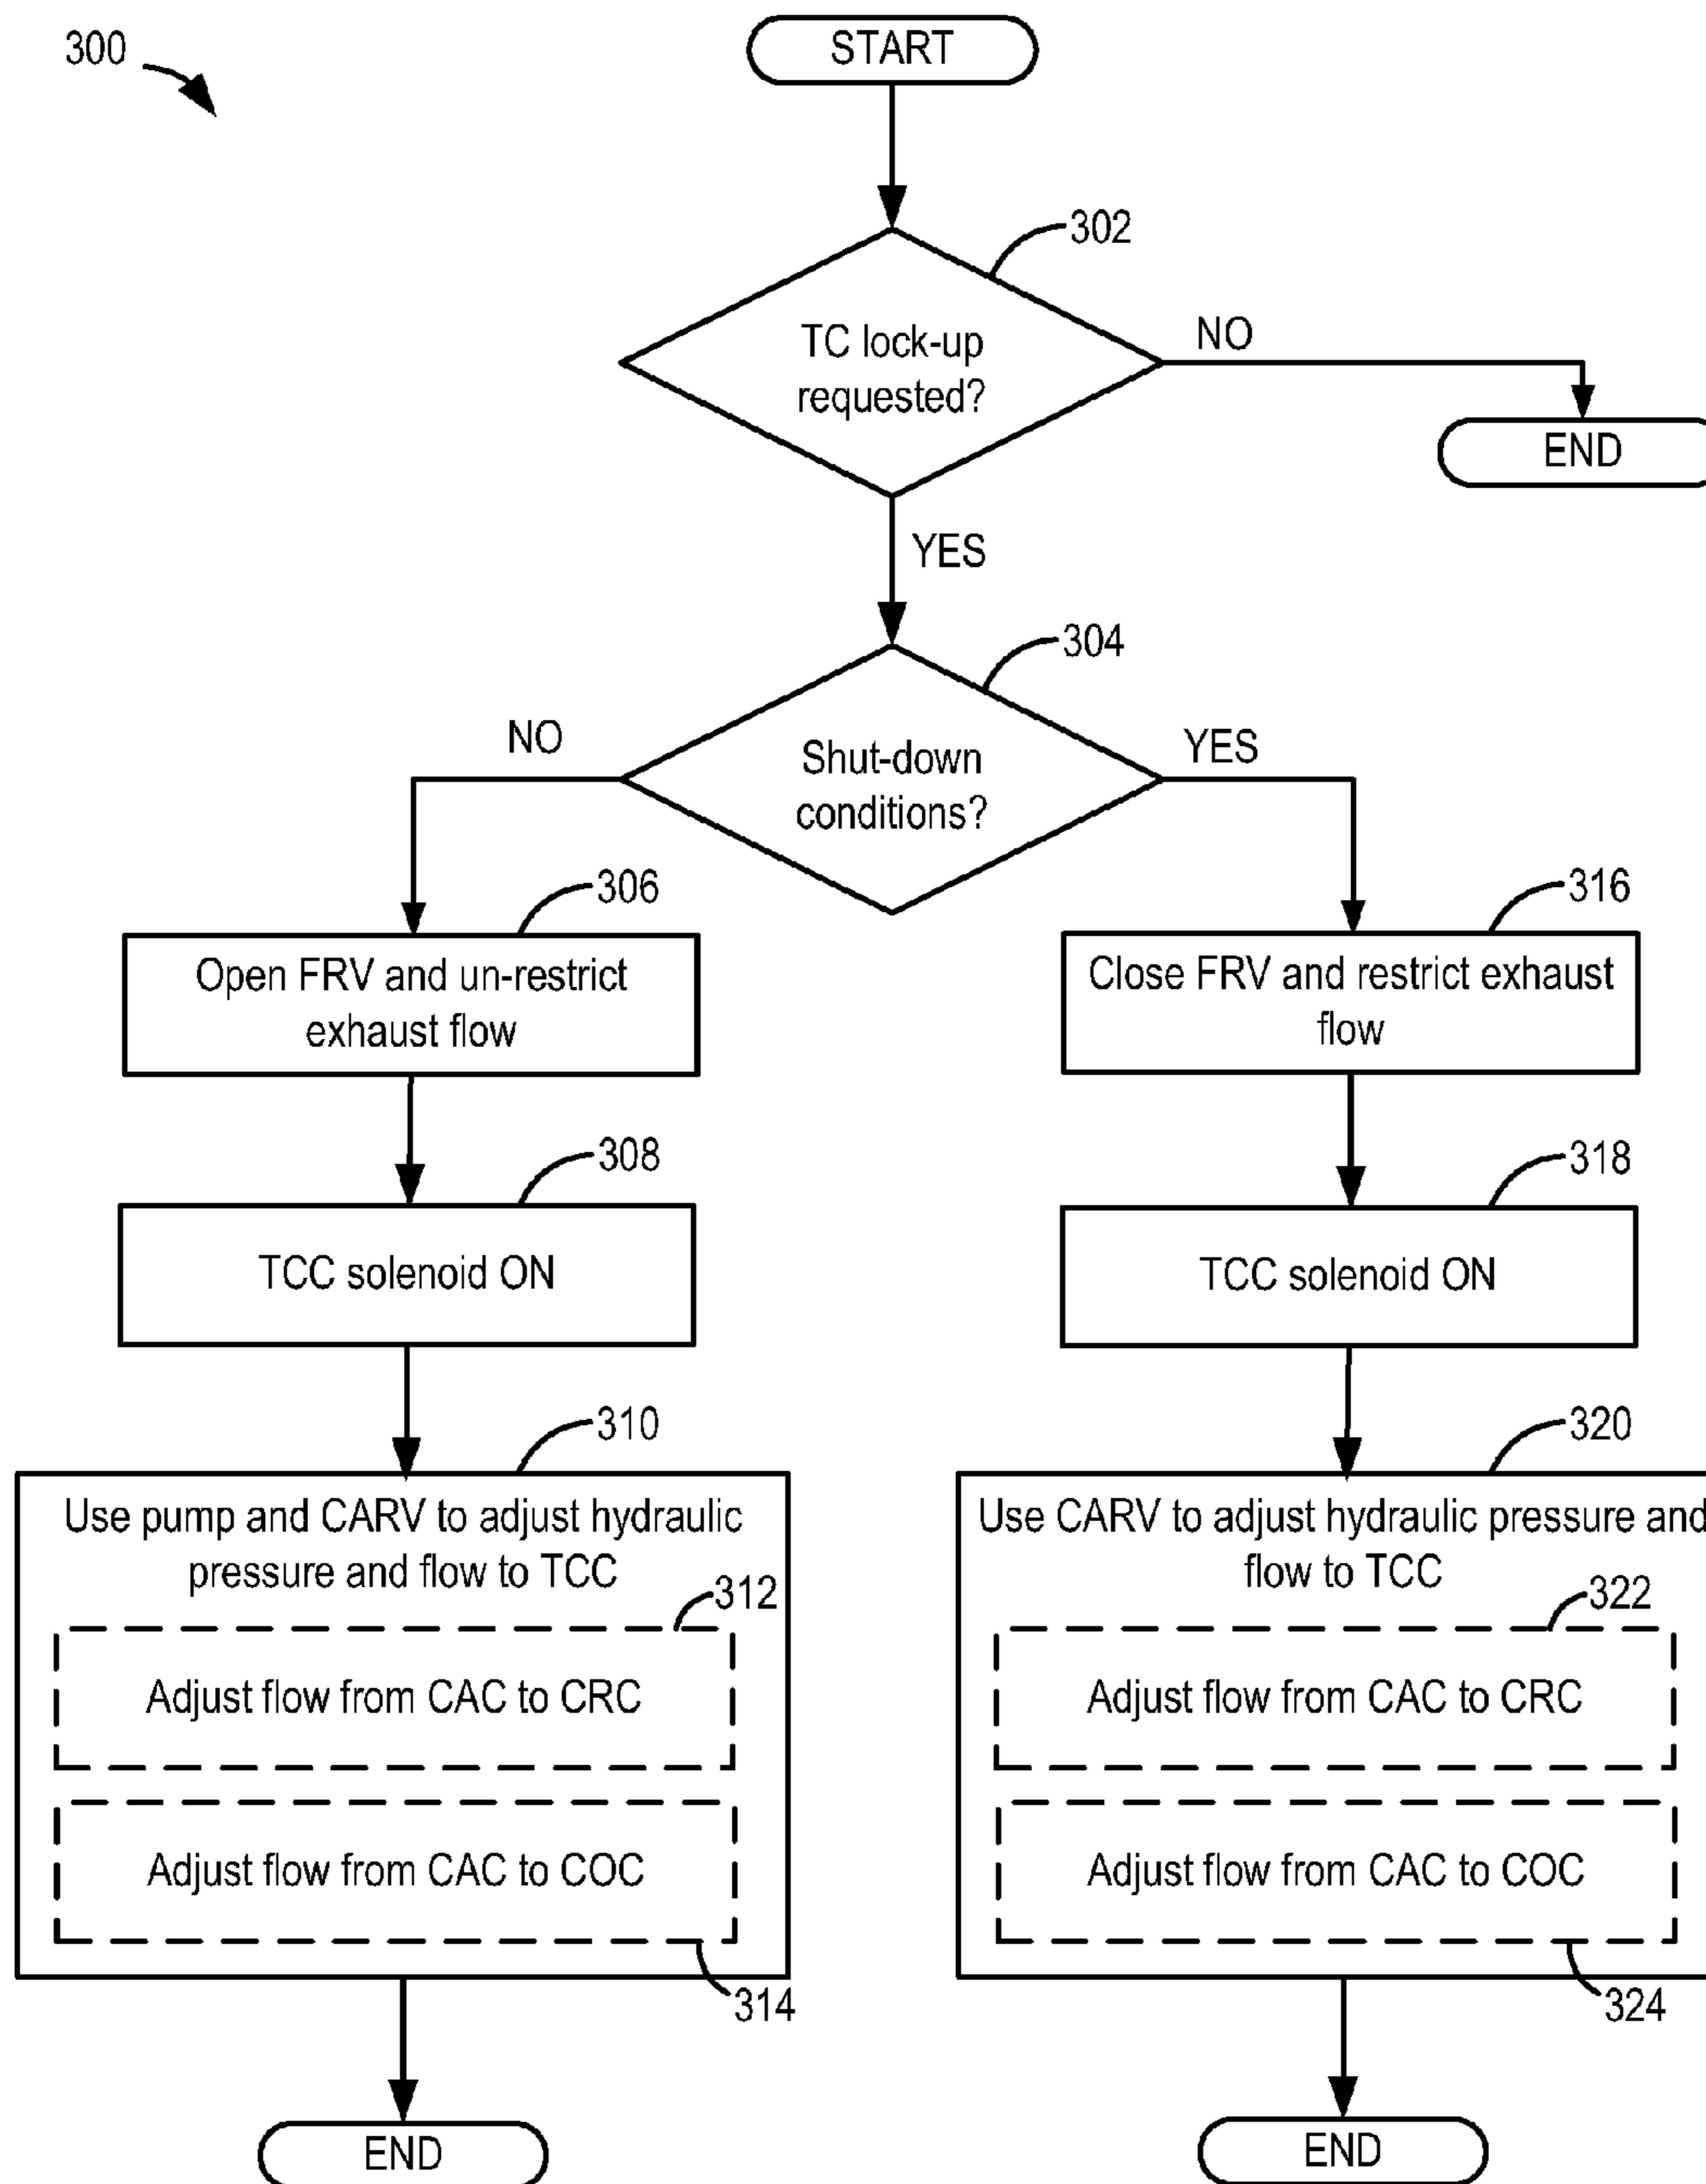 300
START
302
TC lock-up
requested?
NO
END
YES
304
Shut-down
conditions?
NO
YES
306
Open FRV and un-restrict
exhaust flow
316
Close FRV and restrict exhaust
flow
308
TCC solenoid ON
318
TCC solenoid ON
310
Use pump and CARV to adjust hydraulic
pressure and flow to TCC
312
Adjust flow from CAC to CRC
Adjust flow from CAC to COC
314
320
Use CARV to adjust hydraulic pressure and
flow to TCC
322
Adjust flow from CAC to CRC
Adjust flow from CAC to COC
324
END
END